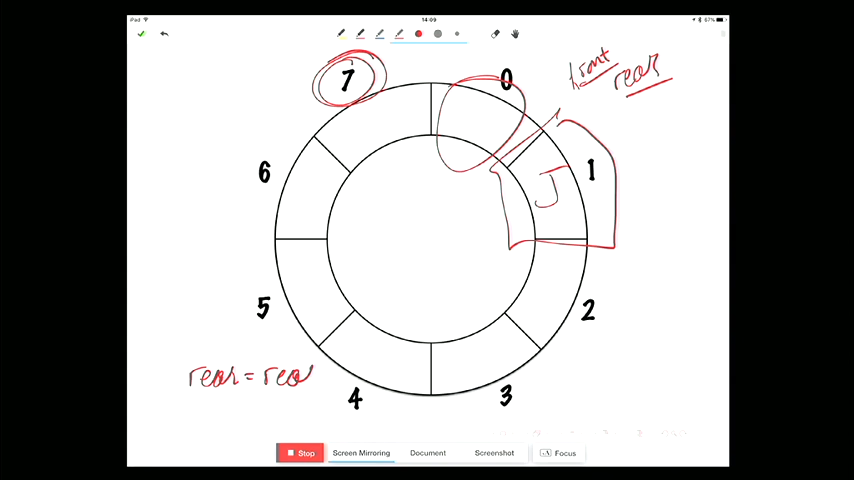 iPad
14:09
67%
7
0
front
rear
6
1
J
5
2
rear = rear
4
3
Stop
Screen Mirroring
Document
Screenshot
Focus